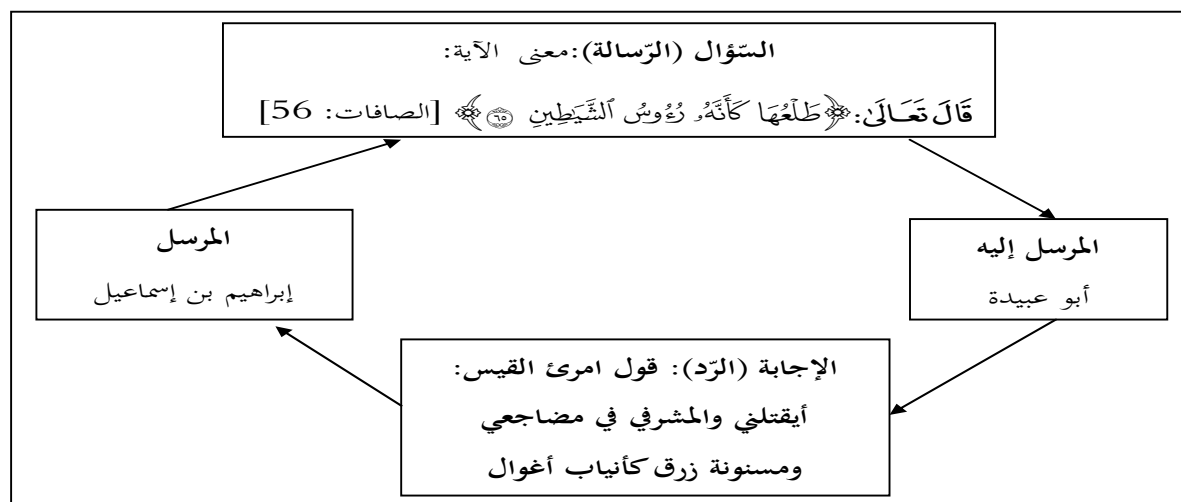 السّؤال (الرّسالة):معنى الآية:
قَالَ تَعَالَىٰ: ﴿طَلۡعُهَا كَأَنَّهُۥ رُءُوسُ ٱلشَّيَٰطِينِ ٦٥﴾ [الصافات: 56]
المرسل إليه
أبو عبيدة
الإجابة (الرّد): قول امرئ القيس:
أيقتلني والمشرفي في مضاجعي
ومسنونة زرق كأنياب أغوال
المرسل
إبراهيم بن إسماعيل